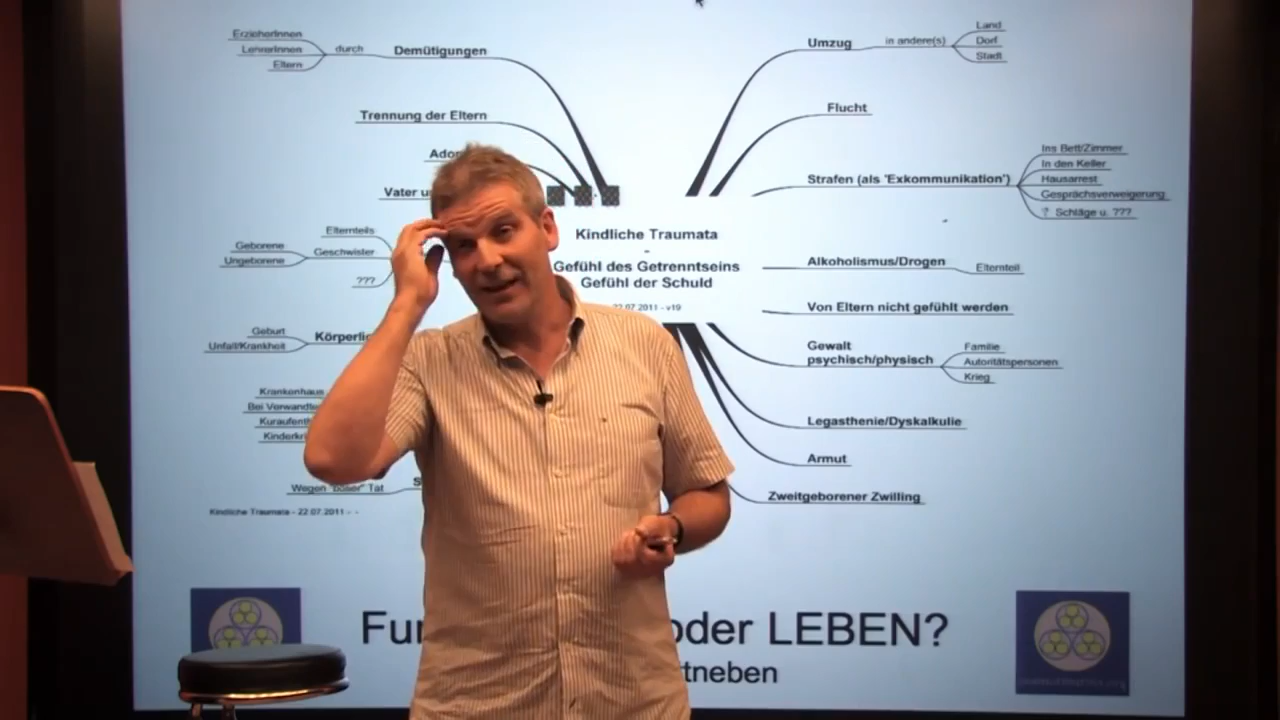 ErzieherInnen
LehrerInnen
Eltern
durch
Demütigungen
Trennung der Eltern
Vater
Elternteils
Geborene
Ungeborene
Geschwister
???
Geburt
Unfall/Krankheit
Krankenhaus
Wegen "böser" Tat
Kindliche Traumata - 22.07.2011 - -
Umzug
in andere(s)
Land
Dorf
Stadt
Flucht
Strafen (als 'Exkommunikation')
Ins Bett/Zimmer
In den Keller
Hausarrest
Gesprächsverweigerung
? Schläge u. ???
Kindliche Traumata
-
Gefühl des Getrenntseins
Gefühl der Schuld
22.07.2011 - v19
Alkoholismus/Drogen
Elternteil
Von Eltern nicht gefühlt werden
Gewalt
psychisch/physisch
Familie
Autoritätspersonen
Krieg
Legasthenie/Dyskalkulie
Armut
Zweitgeborener Zwilling
oder LEBEN?